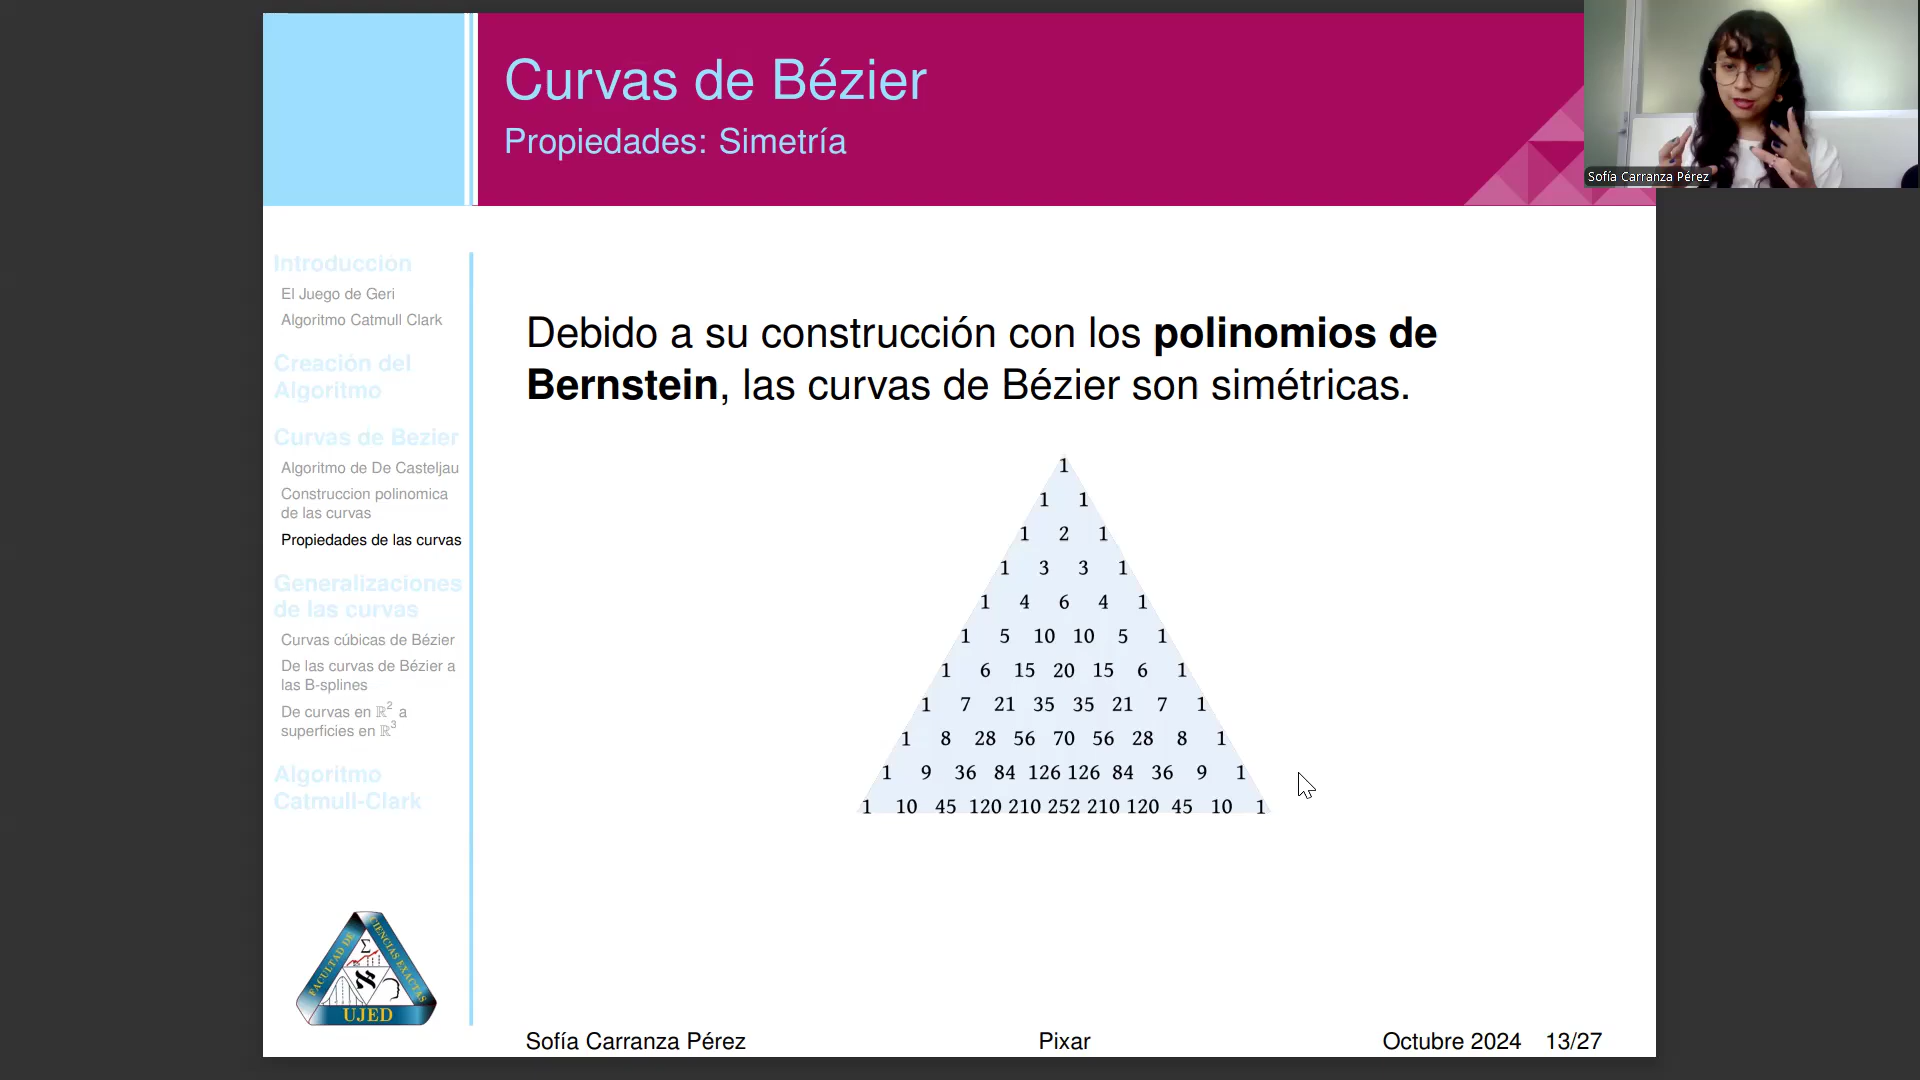 Curvas de Bézier
Propiedades: Simetría
Sofía Carranza Pérez
Introducción
El Juego de Geri
Algoritmo Catmull Clark
Creación del
Algoritmo
Curvas de Bezier
Algoritmo de De Casteljau
Construccion polinomica
de las curvas
Propiedades de las curvas
Generalizaciones
de las curvas
Curvas cúbicas de Bézier
De las curvas de Bézier a
las B-splines
De curvas en ℝ² a
superficies en ℝ³
Algoritmo
Catmull-Clark
FACULTAD DE
CIENCIAS EXACTAS
UJED
Debido a su construcción con los polinomios de
Bernstein, las curvas de Bézier son simétricas.
1
1 1
1 2 1
1 3 3 1
1 4 6 4 1
1 5 10 10 5 1
1 6 15 20 15 6 1
1 7 21 35 35 21 7 1
1 8 28 56 70 56 28 8 1
1 9 36 84 126 126 84 36 9 1
1 10 45 120 210 252 210 120 45 10 1
Sofía Carranza Pérez Pixar Octubre 2024 13/27